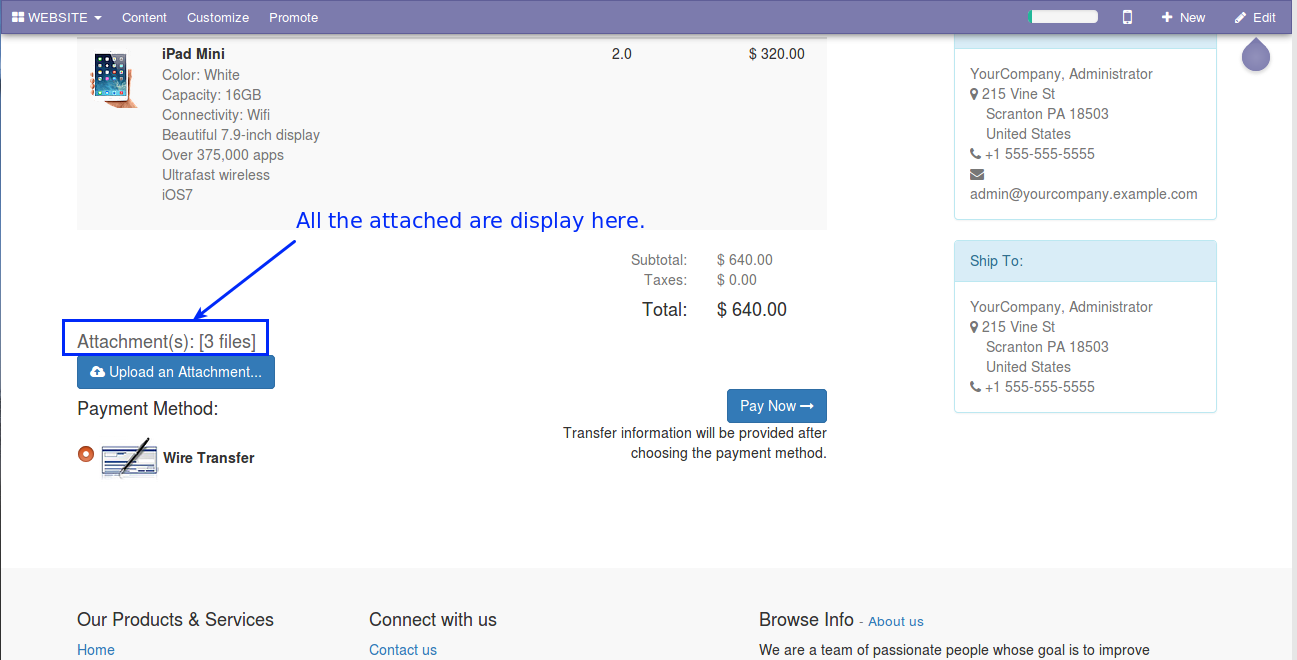 WEBSITE Content Customize Promote New Edit
iPad Mini 2.0 $ 320.00
Color: White
Capacity: 16GB
Connectivity: Wifi
Beautiful 7.9-inch display
Over 375,000 apps
Ultrafast wireless
iOS7
All the attached are display here.
Subtotal: $ 640.00
Taxes: $ 0.00
Total: $ 640.00
Attachment(s): [3 files]
Upload an Attachment...
Payment Method:
Wire Transfer
Pay Now
Transfer information will be provided after
choosing the payment method.
YourCompany, Administrator
215 Vine St
Scranton PA 18503
United States
+1 555-555-5555
admin@yourcompany.example.com
Ship To:
YourCompany, Administrator
215 Vine St
Scranton PA 18503
United States
+1 555-555-5555
Our Products & Services
Home
Connect with us
Contact us
Browse Info - About us
We are a team of passionate people whose goal is to improve